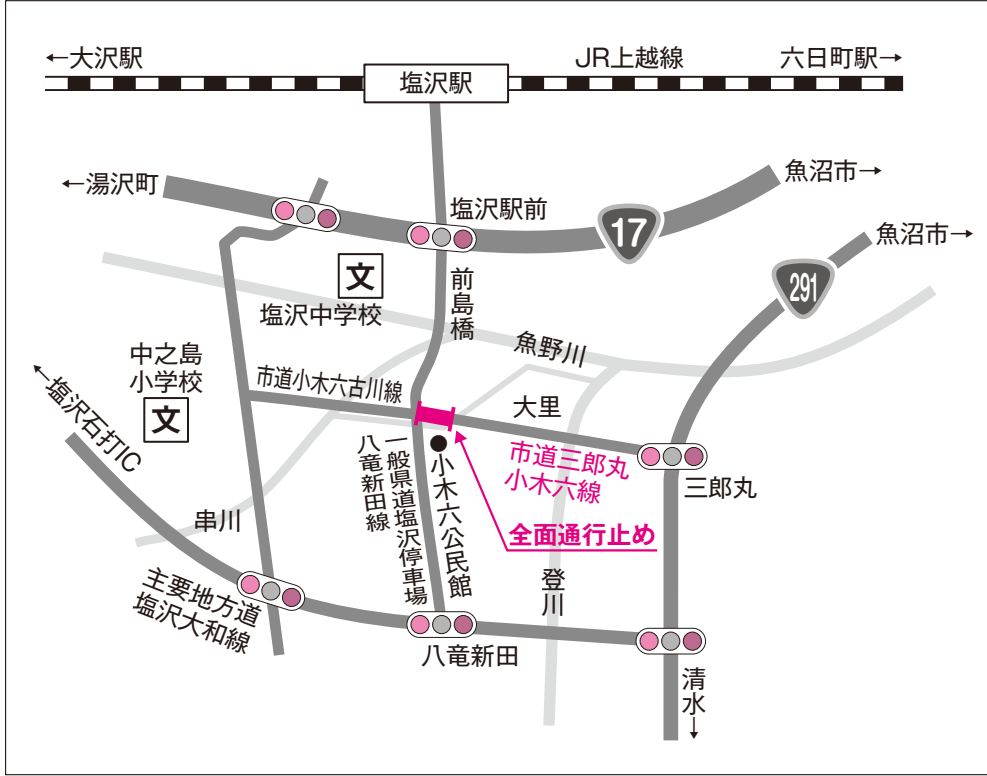 ←大沢駅
JR上越線
六日町駅→
塩沢駅
←湯沢町
塩沢駅前
17
魚沼市→
魚沼市→
291
文
塩沢中学校
前島橋
魚野川
中之島
小学校
文
市道小木六古川線
大里
←塩沢石打IC
市道三郎丸
小木六線
三郎丸
一般県道塩沢停車場
八竜新田線
小木六公民館
全面通行止め
串川
登川
主要地方道
塩沢大和線
八竜新田
清水→